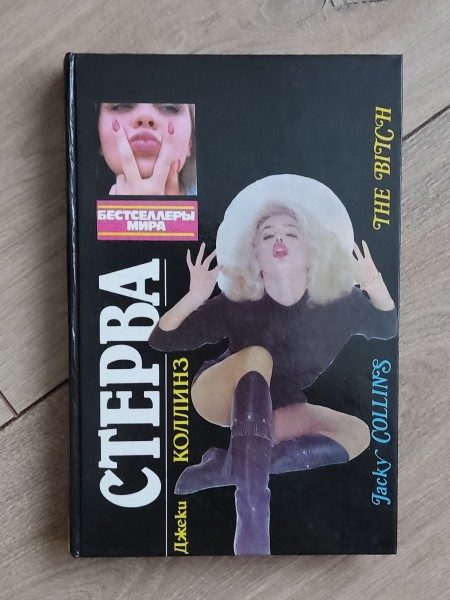 БЕСТСЕЛЛЕРЫ
МИРА
СТЕРВА
Джеки КОЛЛИНЗ
Jacky COLLINS
THE BITCH